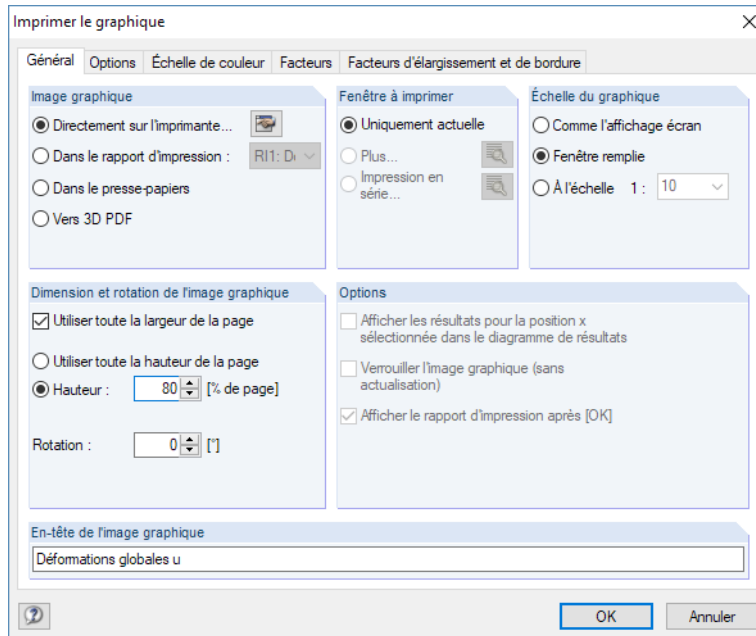 Imprimer le graphique
Général
Options
Échelle de couleur
Facteurs
Facteurs d'élargissement et de bordure
Image graphique
Directement sur l'imprimante...
Dans le rapport d'impression :
RI1: D
Dans le presse-papiers
Vers 3D PDF
Fenêtre à imprimer
Uniquement actuelle
Plus...
Impression en
série...
Échelle du graphique
Comme l'affichage écran
Fenêtre remplie
À l'échelle 1 : 10
Dimension et rotation de l'image graphique
Utiliser toute la largeur de la page
Utiliser toute la hauteur de la page
Hauteur : 80 [% de page]
Rotation : 0 [°]
Options
Afficher les résultats pour la position x
sélectionnée dans le diagramme de résultats
Verrouiller l'image graphique (sans
actualisation)
Afficher le rapport d'impression après [OK]
En-tête de l'image graphique
Déformations globales u
OK
Annuler